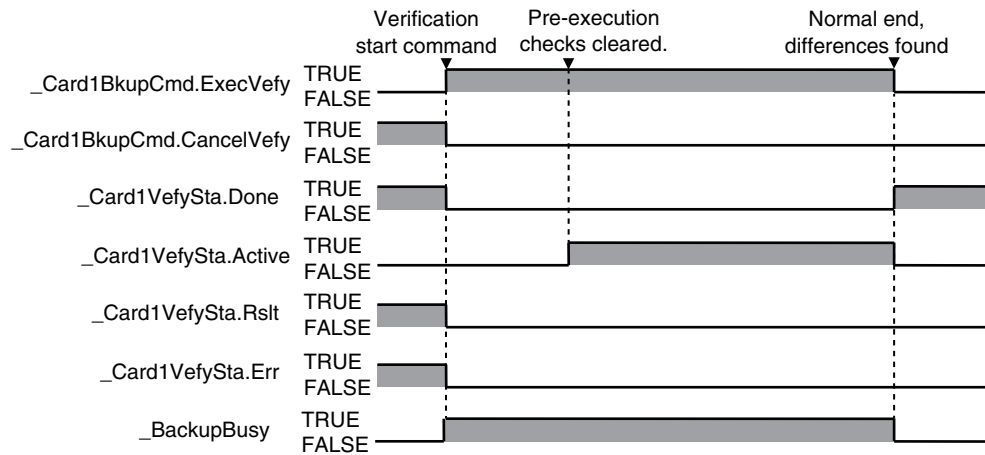 Verification
start command
Pre-execution
checks cleared.
Normal end,
differences found
_Card1BkupCmd.ExecVefy
TRUE
FALSE
_Card1BkupCmd.CancelVefy
TRUE
FALSE
_Card1VefySta.Done
TRUE
FALSE
_Card1VefySta.Active
TRUE
FALSE
_Card1VefySta.Rslt
TRUE
FALSE
_Card1VefySta.Err
TRUE
FALSE
_BackupBusy
TRUE
FALSE